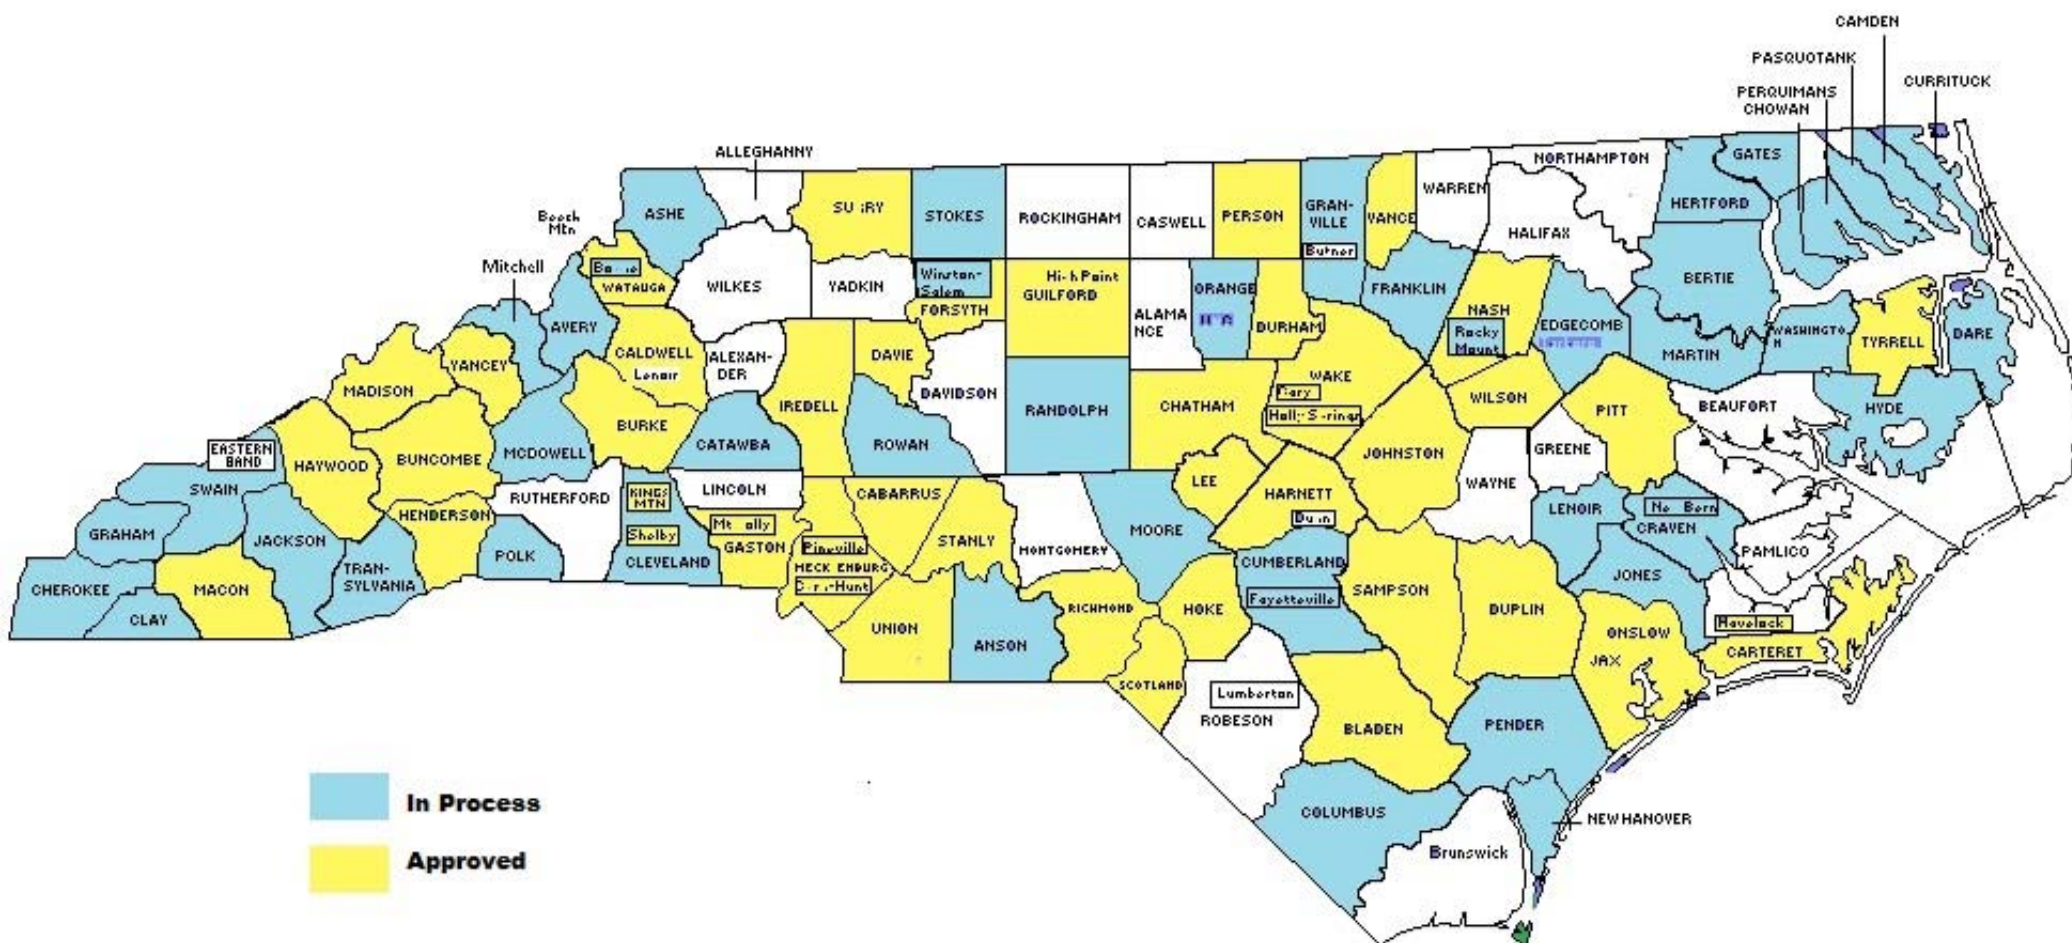 CAMDEN
PASQUOTANK
CURRITUCK
PERQUIMANS
CHOWAN
ALLEGHANNY
NORTHAMPTON
GATES
WARREN
HERTFORD
ASHE
STOKES
ROCKINGHAM
CASWELL
PERSON
GRAN-
VILLE
VANCE
Mtn
HALIFAX
Mitchell
WATAUGA
WILKES
YADKIN
Winston-
Salem
FORSYTH
Point
GUILFORD
ALAMA
NCE
ORANGE
DURHAM
FRANKLIN
NASH
Rocky
Mount
EDGECOMB
BERTIE
MARTIN
WASHINGTO
N
TYRRELL
DARE
AVERY
YANCEY
CALDWELL
Lenoir
ALEXAN-
DER
DAVIE
MADISON
IREDELL
DAVIDSON
RANDOLPH
CHATHAM
WAKE
WILSON
PITT
BEAUFORT
HYDE
BURKE
CATAWBA
ROWAN
EASTERN
BAND
HAYWOOD
BUNCOMBE
MCDOWELL
JOHNSTON
GREENE
WAYNE
SWAIN
RUTHERFORD
KINGS
MTN
LINCOLN
CABARRUS
LEE
HARNETT
LENOIR
CRAVEN
HENDERSON
Shelby
GASTON
STANLY
MOORE
GRAHAM
JACKSON
POLK
CLEVELAND
Pineville
MONTGOMERY
CUMBERLAND
PAMLICO
CHEROKEE
MACON
TRAN-
SYLVANIA
Fayetteville
SAMPSON
DUPLIN
JONES
CLAY
UNION
ANSON
RICHMOND
HOKE
ONSLOW
JAX
Havelock
CARTERET
SCOTLAND
Lumberton
ROBESON
BLADEN
PENDER
In Process
COLUMBUS
NEW HANOVER
Approved
Brunswick